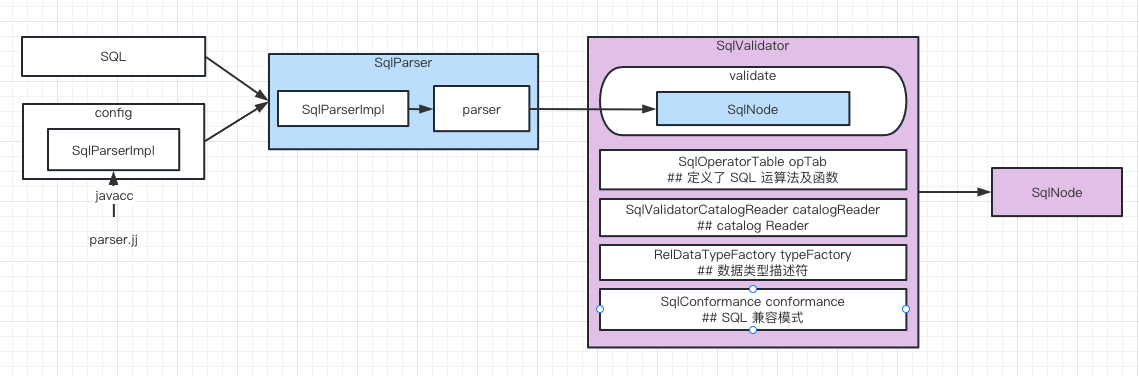 SQL
config
SqlParserImpl
javacc
parser.jj
SqlParser
SqlParserImpl
parser
SqlValidator
validate
SqlNode
SqlOperatorTable opTab
## 定义了 SQL 运算法及函数
SqlValidatorCatalogReader catalogReader
## catalog Reader
RelDataTypeFactory typeFactory
## 数据类型描述符
SqlConformance conformance
## SQL 兼容模式
SqlNode